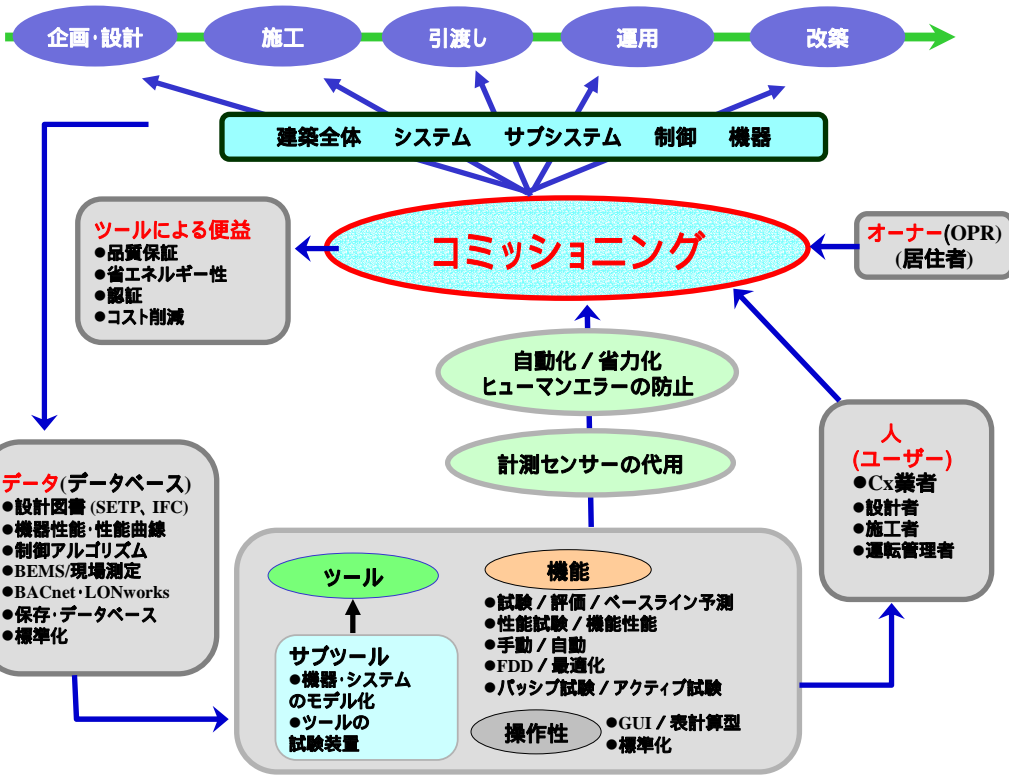 企画･設計
施工
引渡し
運用
改築
建築全体 システム サブシステム 制御 機器
コミッショニング
ツールによる便益
●品質保証
●省エネルギー性
●認証
●コスト削減
オーナー(OPR)
(居住者)
自動化 / 省力化
ヒューマンエラーの防止
計測センサーの代用
人
(ユーザー)
●Cx業者
●設計者
●施工者
●運転管理者
データ(データベース)
●設計図書 (SETP、IFC)
●機器性能･性能曲線
●制御アルゴリズム
●BEMS/現場測定
●BACnet･LONworks
●保存･データベース
●標準化
ツール
サブツール
●機器･システム
のモデル化
●ツールの
試験装置
機能
●試験 / 評価 / ベースライン予測
●性能試験 / 機能性能
●手動 / 自動
●FDD / 最適化
●パッシブ試験 / アクティブ試験
操作性
●GUI / 表計算型
●標準化